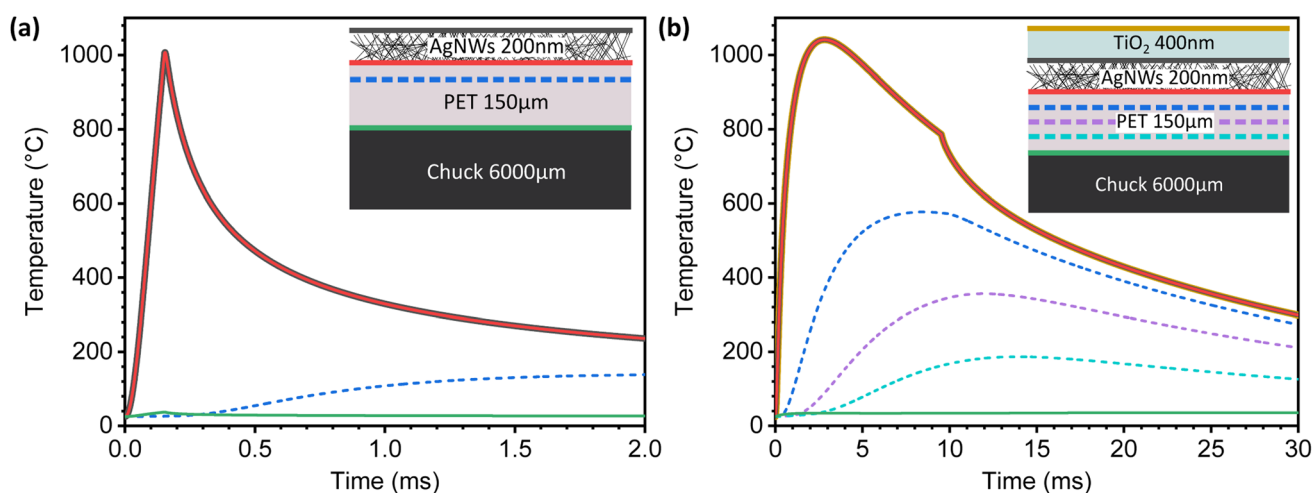 (a)
Temperature (°C)
1000
800
600
400
200
0
0.0 0.5 1.0 1.5 2.0
Time (ms)
AgNWs 200nm
PET 150µm
Chuck 6000µm
(b)
Temperature (°C)
1000
800
600
400
200
0
0 5 10 15 20 25 30
Time (ms)
TiO₂ 400nm
AgNWs 200nm
PET 150µm
Chuck 6000µm